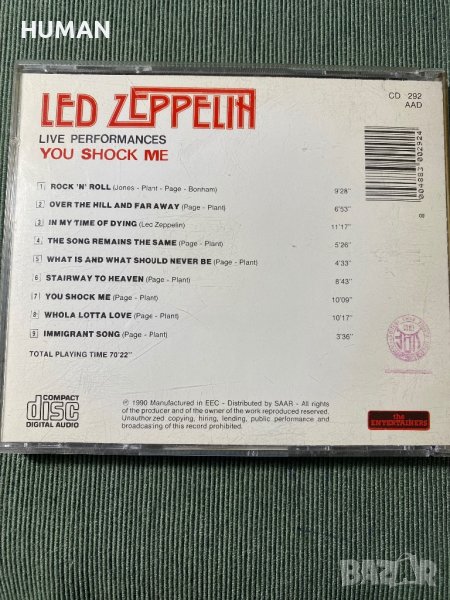 HUMAN
LED ZEPPELIN
CD 292
AAD
LIVE PERFORMANCES
YOU SHOCK ME
1 ROCK 'N' ROLL (Jones - Plant - Page - Bonham) 9'28"
2 OVER THE HILL AND FAR AWAY (Page - Plant) 6'53"
3 IN MY TIME OF DYING (Led Zeppelin) 11'17"
4 THE SONG REMAINS THE SAME (Page - Plant) 5'26"
5 WHAT IS AND WHAT SHOULD NEVER BE (Page - Plant) 4'33"
6 STAIRWAY TO HEAVEN (Page - Plant) 8'43"
7 YOU SHOCK ME (Page - Plant) 10'09"
8 WHOLA LOTTA LOVE (Page - Plant) 10'17"
9 IMMIGRANT SONG (Page - Plant) 3'36"
TOTAL PLAYING TIME 70'22"
COMPACT
disc
DIGITAL AUDIO
℗ 1990 Manufactured in EEC - Distributed by SAAR - All rights
of the producer and of the owner of the work reproduced reserved.
Unauthorized copying, hiring, lending, public performance and
broadcasting of this record prohibited.
the
ENTERTAINERS
BAZAR.bg